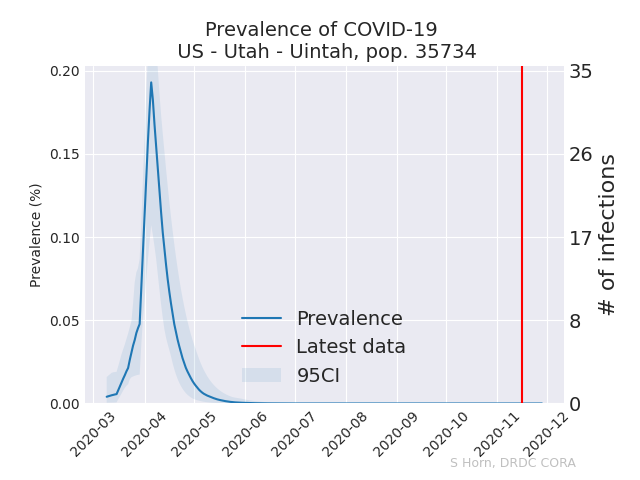 Prevalence of COVID-19
US - Utah - Uintah, pop. 35734
0.20
0.15
0.10
0.05
0.00
Prevalence (%)
35
26
17
8
0
# of infections
Prevalence
Latest data
95CI
2020-03
2020-04
2020-05
2020-06
2020-07
2020-08
2020-09
2020-10
2020-11
2020-12
S Horn, DRDC CORA